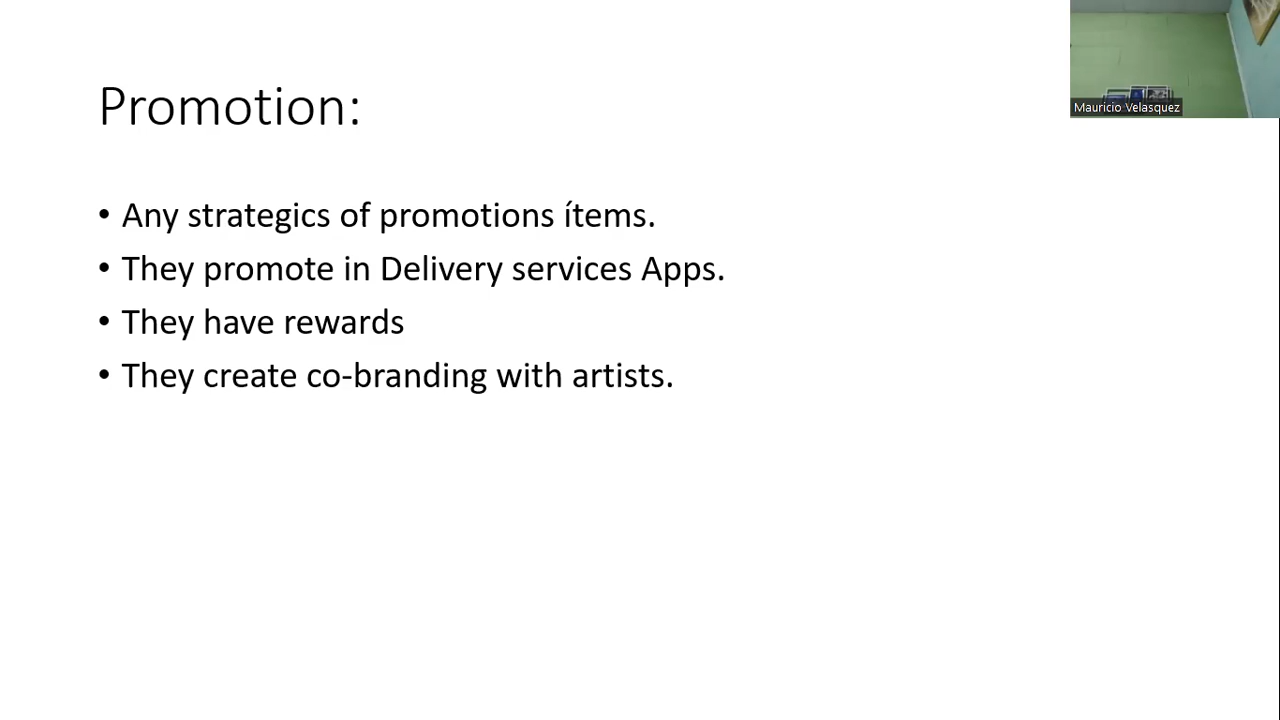 Promotion:
Mauricio Velasquez
• Any strategics of promotions ítems.
• They promote in Delivery services Apps.
• They have rewards
• They create co-branding with artists.